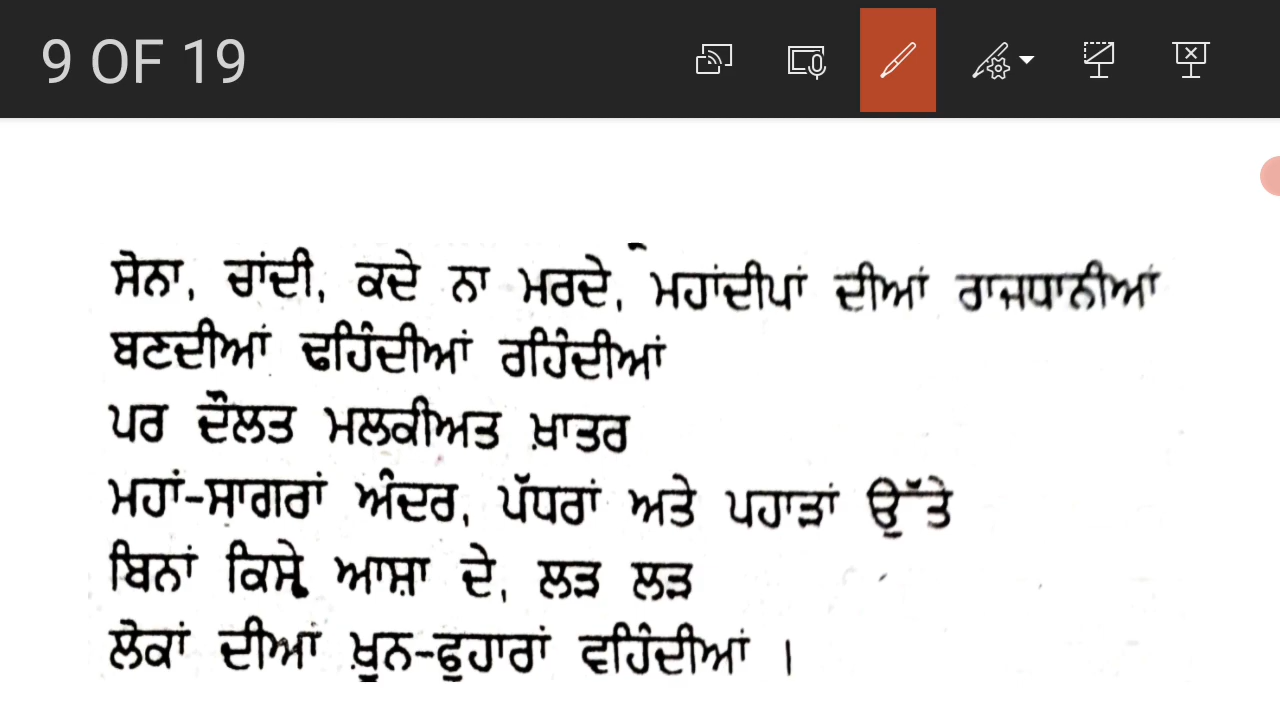 9 OF 19
ਸੋਨਾ, ਚਾਂਦੀ, ਕਦੇ ਨਾ ਮਰਦੇ, ਮਹਾਂਦੀਪਾਂ ਦੀਆਂ ਰਾਜਧਾਨੀਆਂ
ਬਣਦੀਆਂ ਢਹਿੰਦੀਆਂ ਰਹਿੰਦੀਆਂ
ਪਰ ਦੌਲਤ ਮਲਕੀਅਤ ਖ਼ਾਤਰ
ਮਹਾਂ-ਸਾਗਰਾਂ ਅੰਦਰ, ਪੱਧਰਾਂ ਅਤੇ ਪਹਾੜਾਂ ਉੱਤੇ
ਬਿਨਾਂ ਕਿਸੇ ਆਸ਼ਾ ਦੇ, ਲੜ ਲੜ
ਲੋਕਾਂ ਦੀਆਂ ਖ਼ੂਨ-ਫੁਹਾਰਾਂ ਵਹਿੰਦੀਆਂ ।